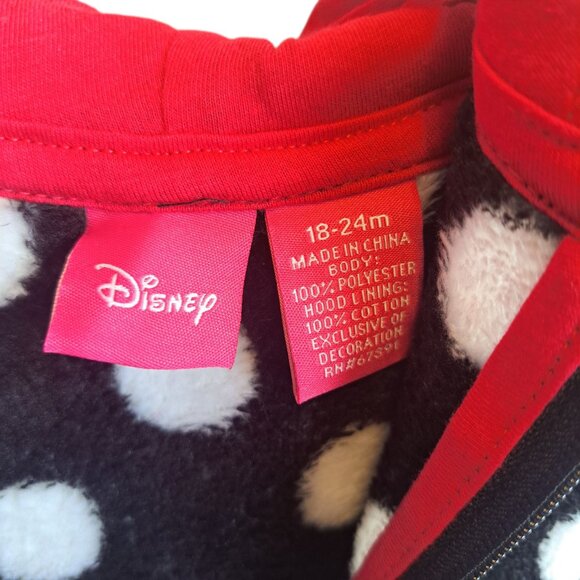 Disney
18-24m
MADE IN CHINA
BODY:
100% POLYESTER
HOOD LINING:
100% COTTON
EXCLUSIVE OF
DECORATION